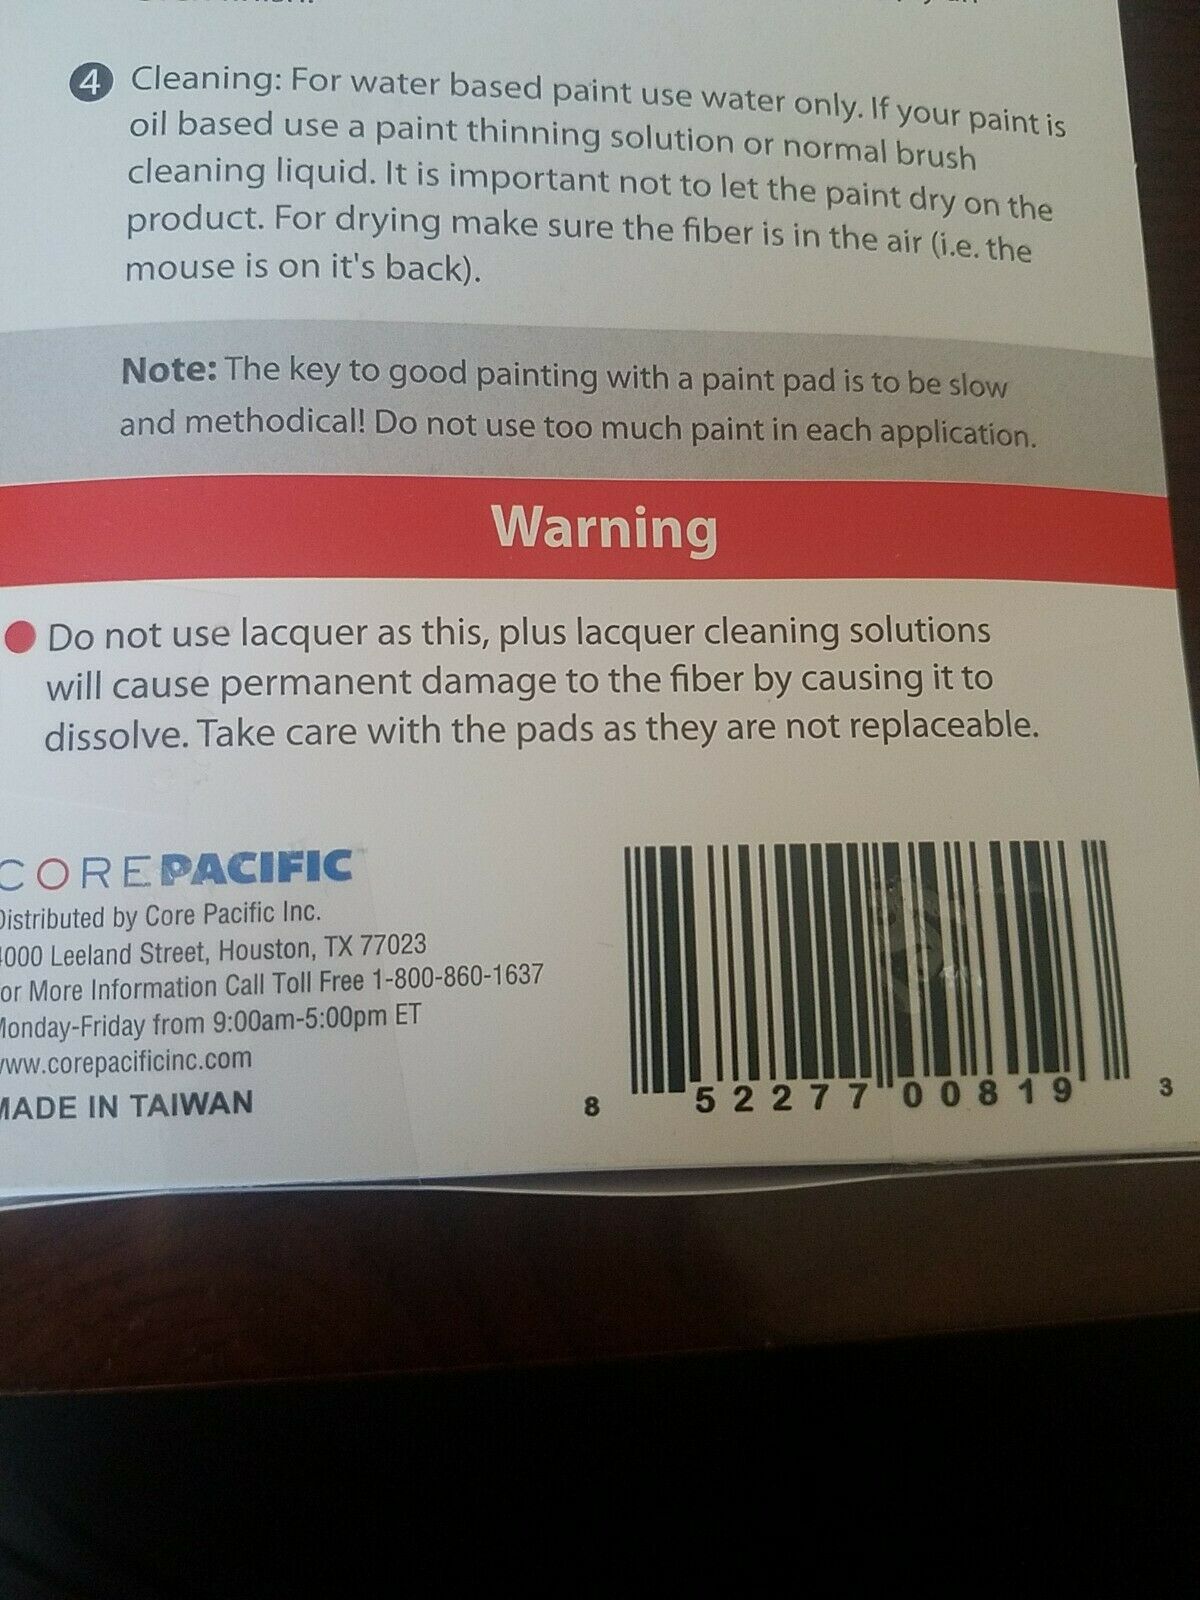 4 Cleaning: For water based paint use water only. If your paint is
oil based use a paint thinning solution or normal brush
cleaning liquid. It is important not to let the paint dry on the
product. For drying make sure the fiber is in the air (i.e. the
mouse is on it's back).
Note: The key to good painting with a paint pad is to be slow
and methodical! Do not use too much paint in each application.
Warning
Do not use lacquer as this, plus lacquer cleaning solutions
will cause permanent damage to the fiber by causing it to
dissolve. Take care with the pads as they are not replaceable.
CORE PACIFIC
Distributed by Core Pacific Inc.
000 Leeland Street, Houston, TX 77023
or More Information Call Toll Free 1-800-860-1637
Monday-Friday from 9:00am-5:00pm ET
www.corepacificinc.com
MADE IN TAIWAN
8 52277 00819 3